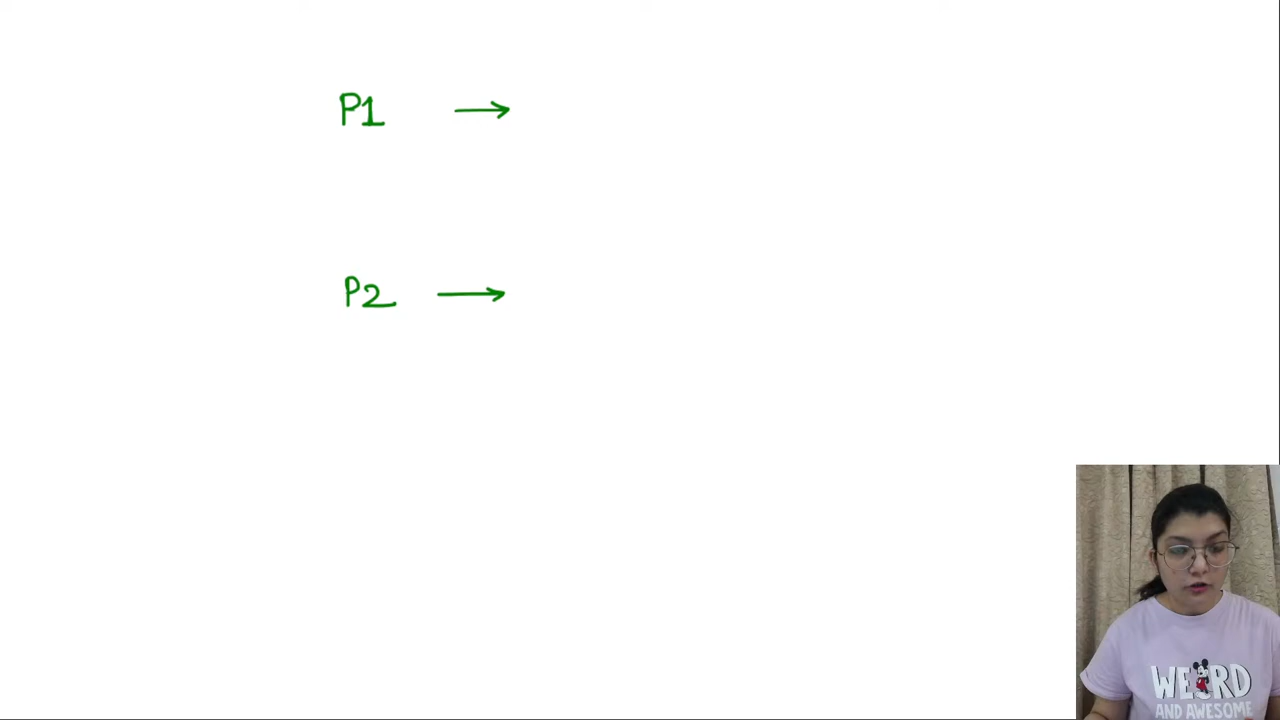 P1 →
P2 →
WEIRD
AND AWESOME